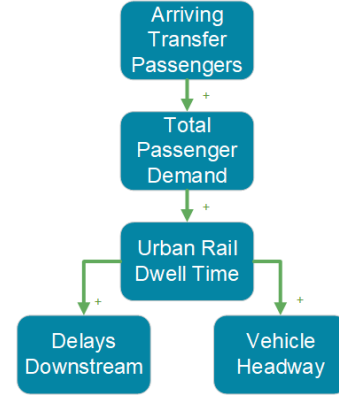 Arriving
Transfer
Passengers
+
Total
Passenger
Demand
+
Urban Rail
Dwell Time
+
+
Delays
Downstream
Vehicle
Headway